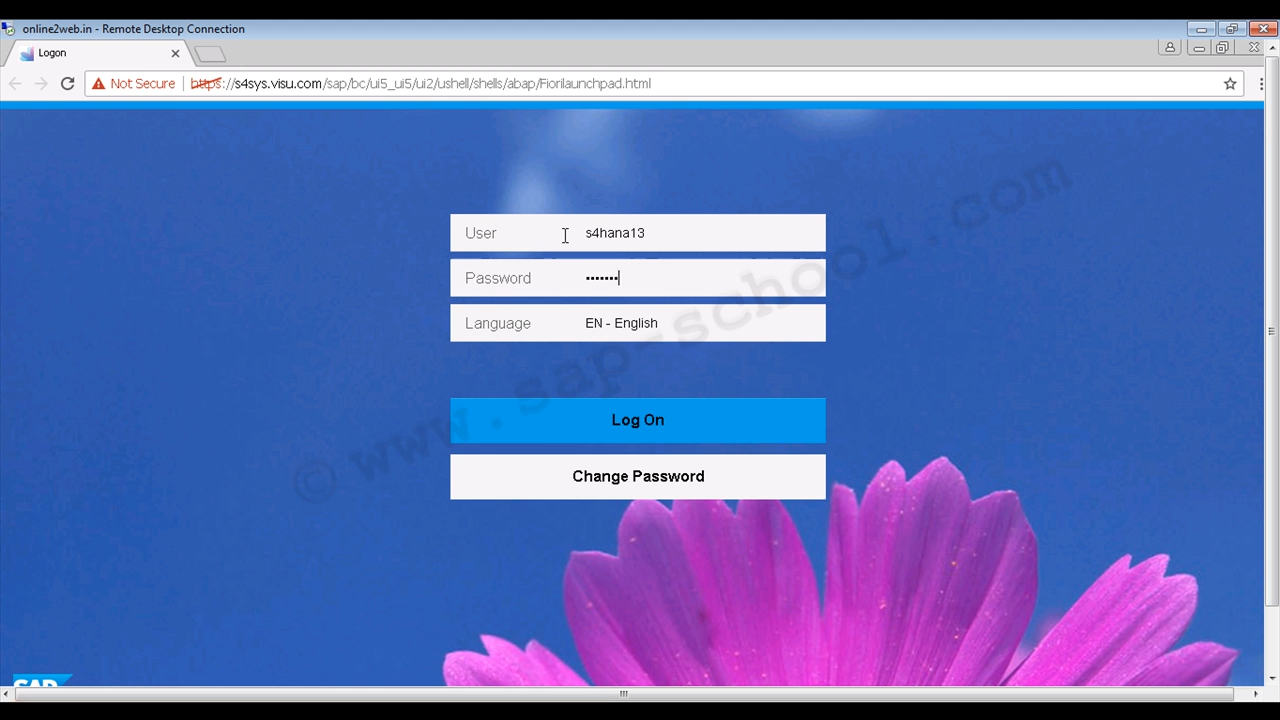 online2web.in - Remote Desktop Connection
Logon
Not Secure | https://s4sys.visu.com/sap/bc/ui5_ui5/ui2/ushell/shells/abap/Fiorilaunchpad.html
User s4hana13
Password •••••••
Language EN - English
Log On
Change Password
© www.sap-school.com
SAP